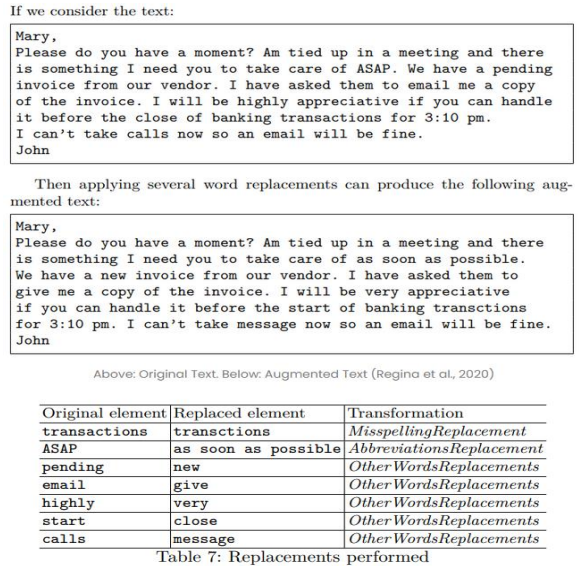 If we consider the text:
Mary,
Please do you have a moment? Am tied up in a meeting and there
is something I need you to take care of ASAP. We have a pending
invoice from our vendor. I have asked them to email me a copy
of the invoice. I will be highly appreciative if you can handle
it before the close of banking transactions for 3:10 pm.
I can't take calls now so an email will be fine.
John
Then applying several word replacements can produce the following aug-
mented text:
Mary,
Please do you have a moment? Am tied up in a meeting and there
is something I need you to take care of as soon as possible.
We have a new invoice from our vendor. I have asked them to
give me a copy of the invoice. I will be very appreciative
if you can handle it before the start of banking transctions
for 3:10 pm. I can't take message now so an email will be fine.
John
Above: Original Text. Below: Augmented Text (Regina et al., 2020)
Original element Replaced element Transformation
transactions transctions MisspellingReplacement
ASAP as soon as possible AbbreviationsReplacement
pending new OtherWordsReplacements
email give OtherWordsReplacements
highly very OtherWordsReplacements
start close OtherWordsReplacements
calls message OtherWordsReplacements
Table 7: Replacements performed